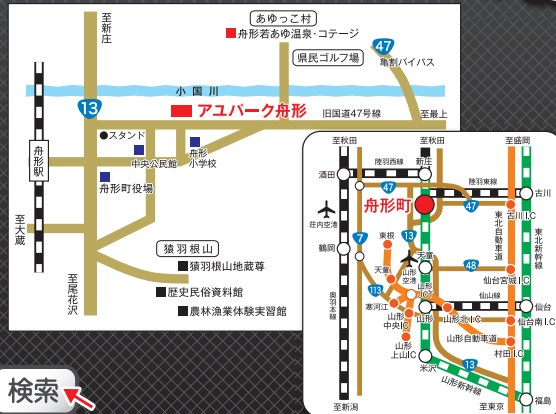 至新庄
あゆっこ村
舟形若あゆ温泉・コテージ
県民ゴルフ場
47
亀割バイパス
小国川
13
アユパーク舟形
旧国道47号線
至最上
●スタンド
舟形駅
中央公民館
舟形
小学校
舟形町役場
至大蔵
至尾花沢
猿羽根山
猿羽根山地蔵尊
歴史民俗資料館
農林漁業体験実習館
検索
至秋田
至秋田
至盛岡
陸羽西線
新庄
酒田
陸羽東線
47
古川
舟形町
47
古川I.C
荘内空港
東北自動車道
東北新幹線
7
13
根東
鶴岡
天童
山形
空港
48
仙台宮城I.C
天童
113
山形
JCT
仙山線
寒河江
奥羽本線
山形
中央IC
山形
山形北I.C
仙台
仙台南I.C
山形自動車道
山形
上山IC
村田I.C
米沢
13
山形新幹線
福島
至新潟
至東京